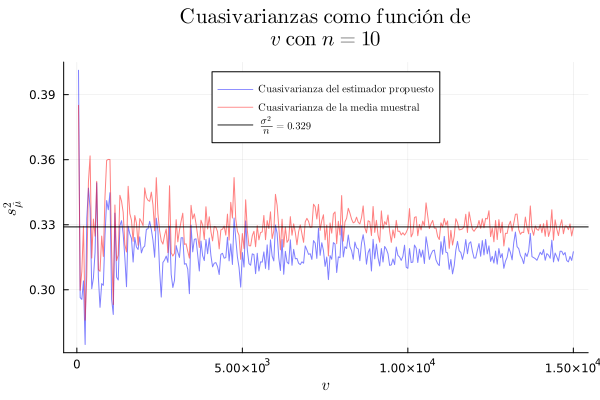 Cuasivarianzas como función de
v con n = 10
Cuasivarianza del estimador propuesto
Cuasivarianza de la media muestral
σ²/n = 0.329
0.39
0.36
0.33
0.30
s²_μ̂
0
5.00×10³
1.00×10⁴
1.50×10⁴
v